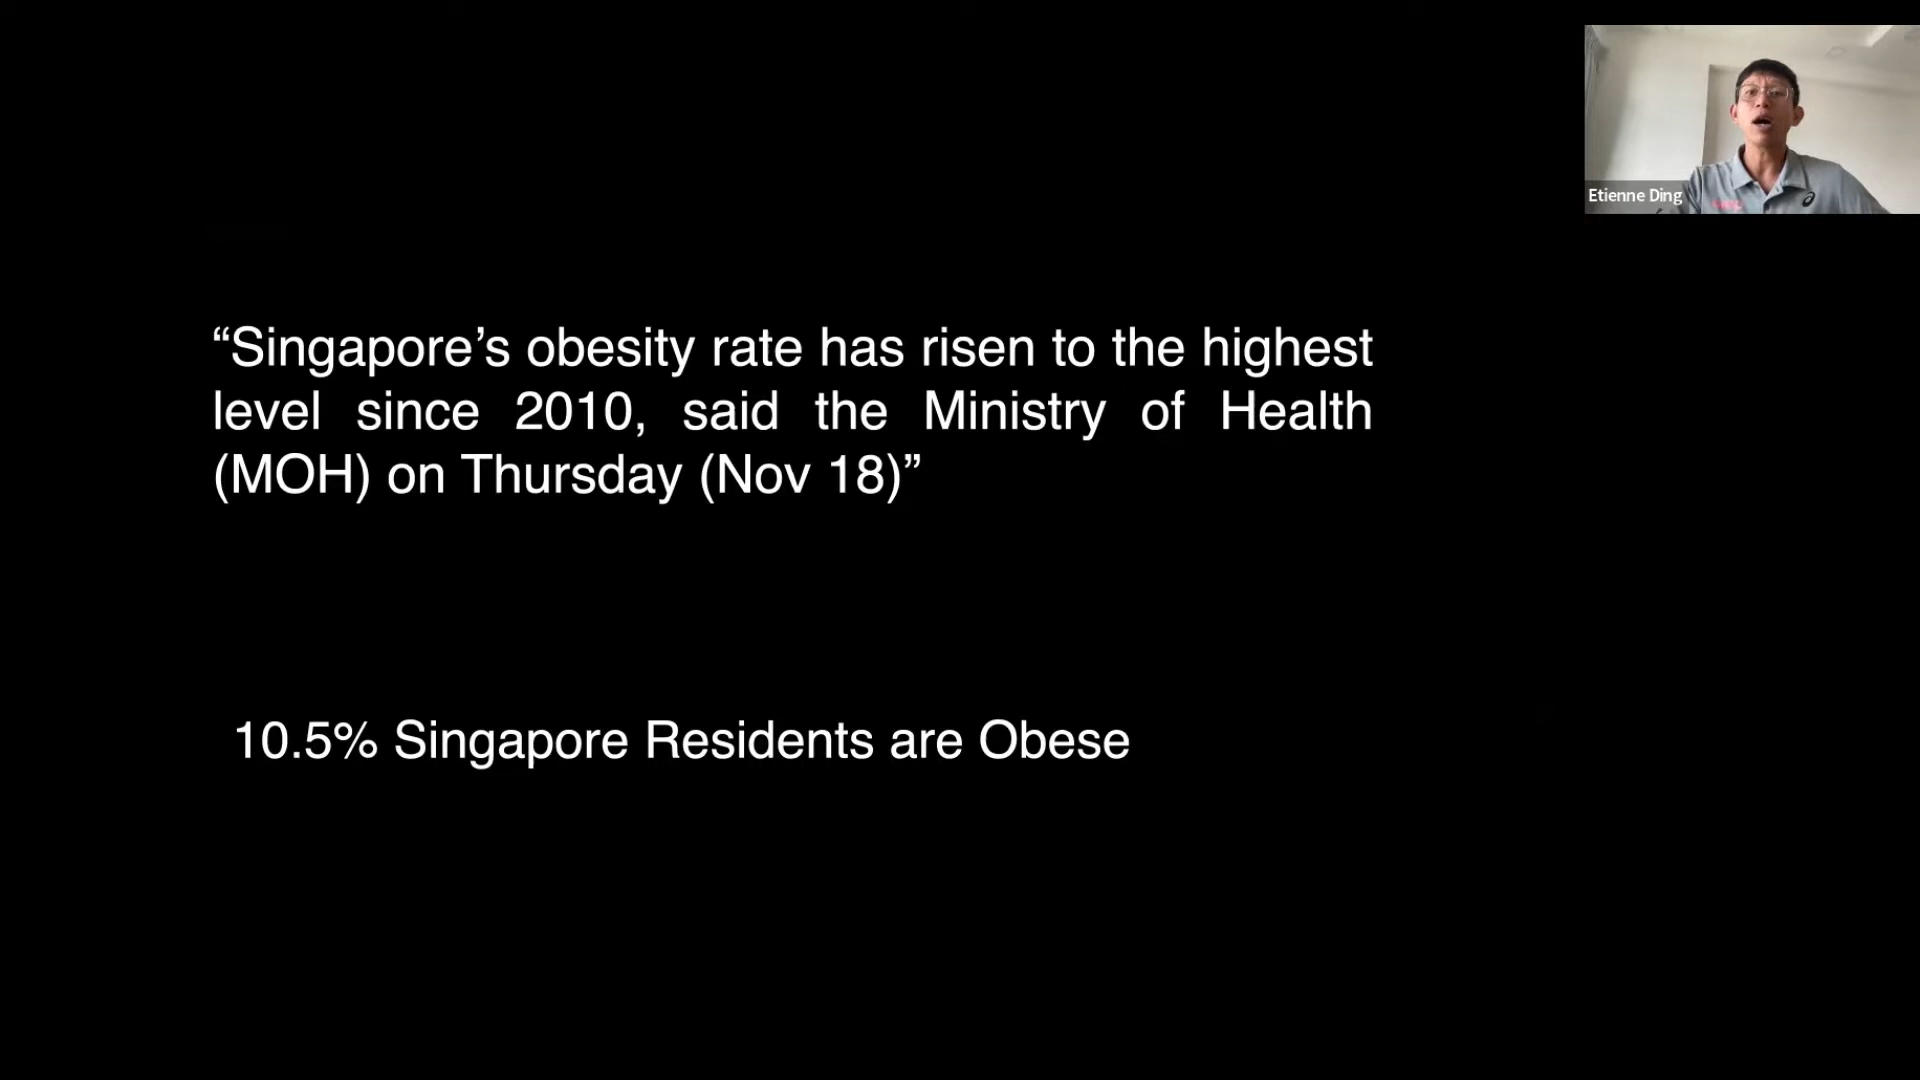 Etienne Ding
“Singapore’s obesity rate has risen to the highest
level since 2010, said the Ministry of Health
(MOH) on Thursday (Nov 18)”
10.5% Singapore Residents are Obese